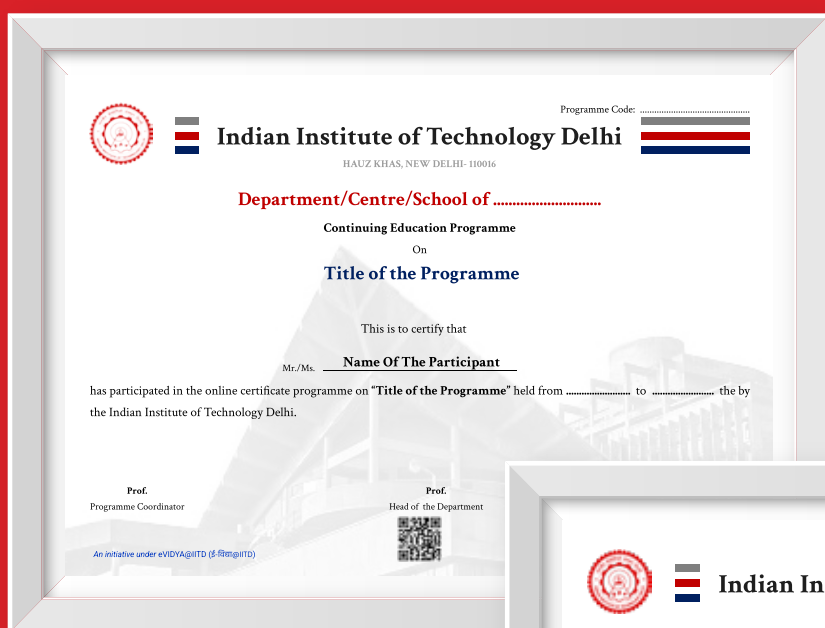 Programme Code: ..............................................
Indian Institute of Technology Delhi
HAUZ KHAS, NEW DELHI- 110016
Department/Centre/School of ............................
Continuing Education Programme
On
Title of the Programme
This is to certify that
Mr./Ms. Name Of The Participant
has participated in the online certificate programme on “Title of the Programme” held from ......................... to ........................ the by
the Indian Institute of Technology Delhi.
Prof. Prof.
Programme Coordinator Head of the Department
An initiative under eVIDYA@IITD (ई-विद्या@IITD)
Indian In